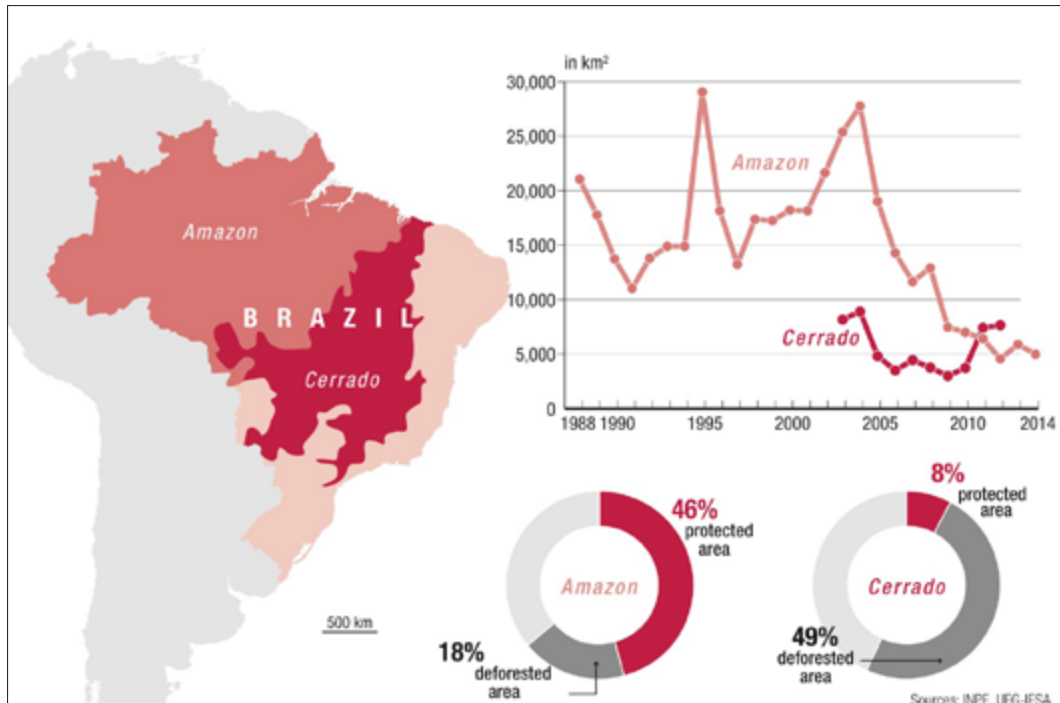 in km²
30,000
25,000
20,000
15,000
10,000
5,000
0
1988 1990 1995 2000 2005 2010 2014
Amazon
Cerrado
Amazon
BRAZIL
Cerrado
500 km
46%
protected
area
Amazon
18%
deforested
area
8%
protected
area
Cerrado
49%
deforested
area
Sources: INPE, UFG-IESA